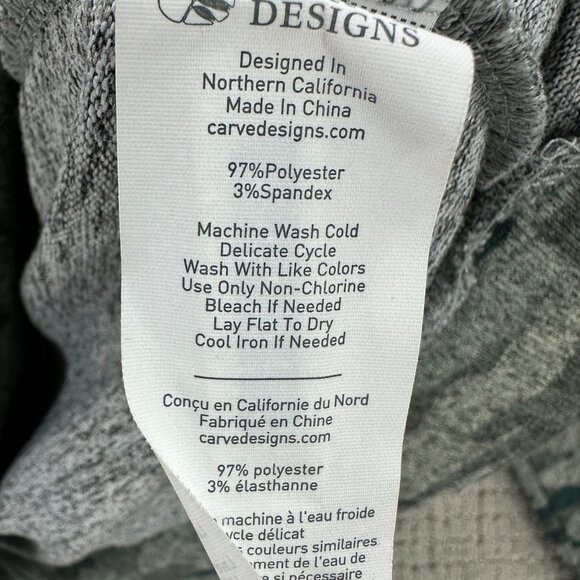 DESIGNS
Designed In
Northern California
Made In China
carvedesigns.com
97%Polyester
3%Spandex
Machine Wash Cold
Delicate Cycle
Wash With Like Colors
Use Only Non-Chlorine
Bleach If Needed
Lay Flat To Dry
Cool Iron If Needed
Conçu en Californie du Nord
Fabriqué en Chine
carvedesigns.com
97% polyester
3% élasthanne
machine à l'eau froide
délicat
couleurs similaires
de l'eau
si nécessaire